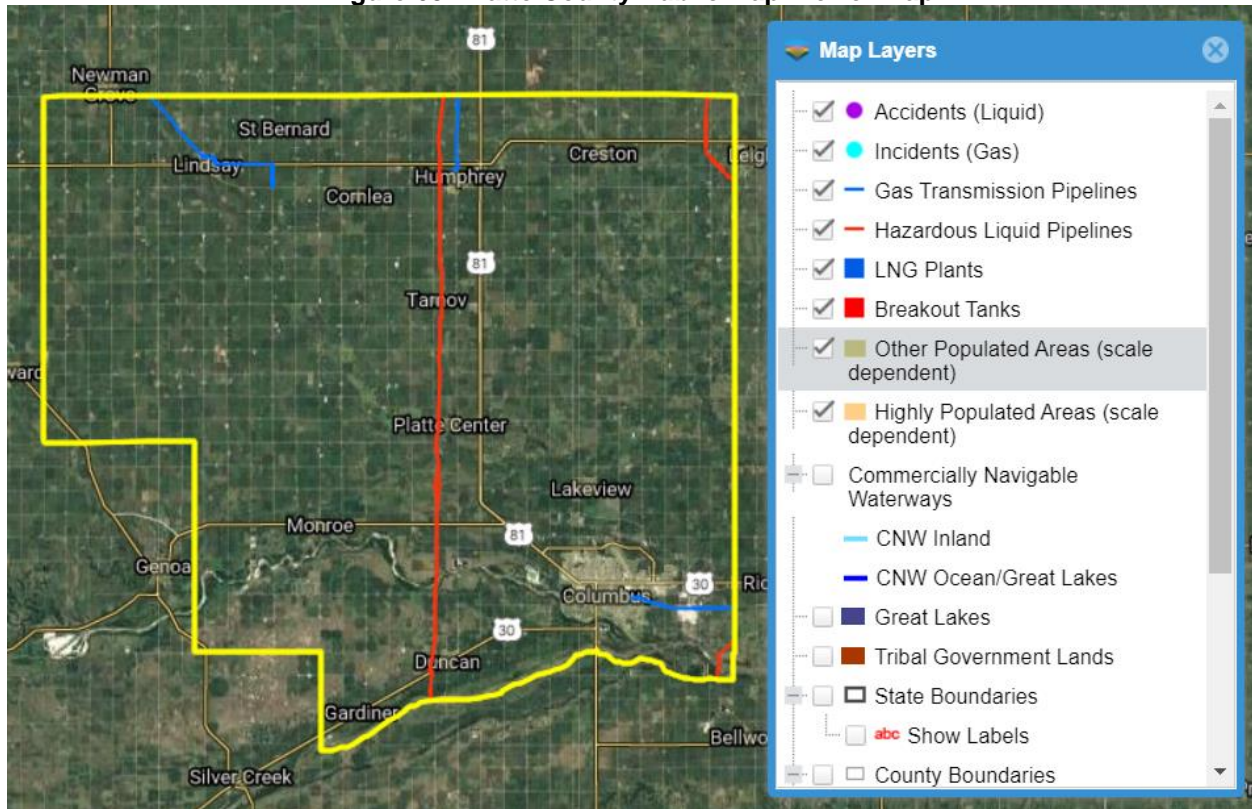 81
Newman
Grove
St Bernard
Creston
Lindsay
Humphrey
Cornlea
81
Tarnov
Platte Center
Lakeview
Monroe
81
Genoa
Columbus
30
30
Duncan
Gardiner
Silver Creek
Map Layers
Accidents (Liquid)
Incidents (Gas)
Gas Transmission Pipelines
Hazardous Liquid Pipelines
LNG Plants
Breakout Tanks
Other Populated Areas (scale
dependent)
Highly Populated Areas (scale
dependent)
Commercially Navigable
Waterways
CNW Inland
CNW Ocean/Great Lakes
Great Lakes
Tribal Government Lands
State Boundaries
abc Show Labels
County Boundaries